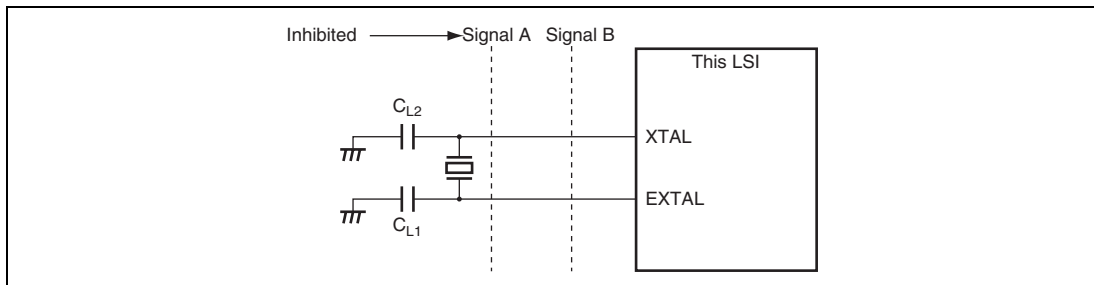 Inhibited Signal A Signal B
This LSI
CL2
XTAL
EXTAL
CL1